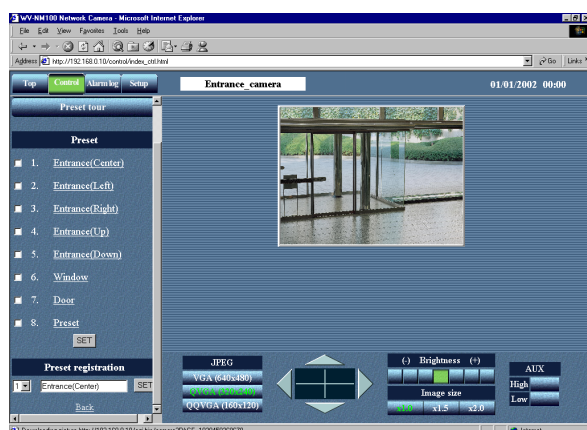 WV-NM100 Network Camera - Microsoft Internet Explorer
File Edit View Favorites Tools Help
Address http://192.168.0.10/control/index_ctrl.html Go Links
Top Control Alarm log Setup Entrance_camera 01/01/2002 00:00
Preset tour
Preset
1. Entrance(Center)
2. Entrance(Left)
3. Entrance(Right)
4. Entrance(Up)
5. Entrance(Down)
6. Window
7. Door
8. Preset
SET
Preset registration
1 Entrance(Center) SET
Back
JPEG
VGA (640x480)
QVGA (320x240)
QQVGA (160x120)
(-) Brightness (+)
Image size
x1.0 x1.5 x2.0
AUX
High
Low